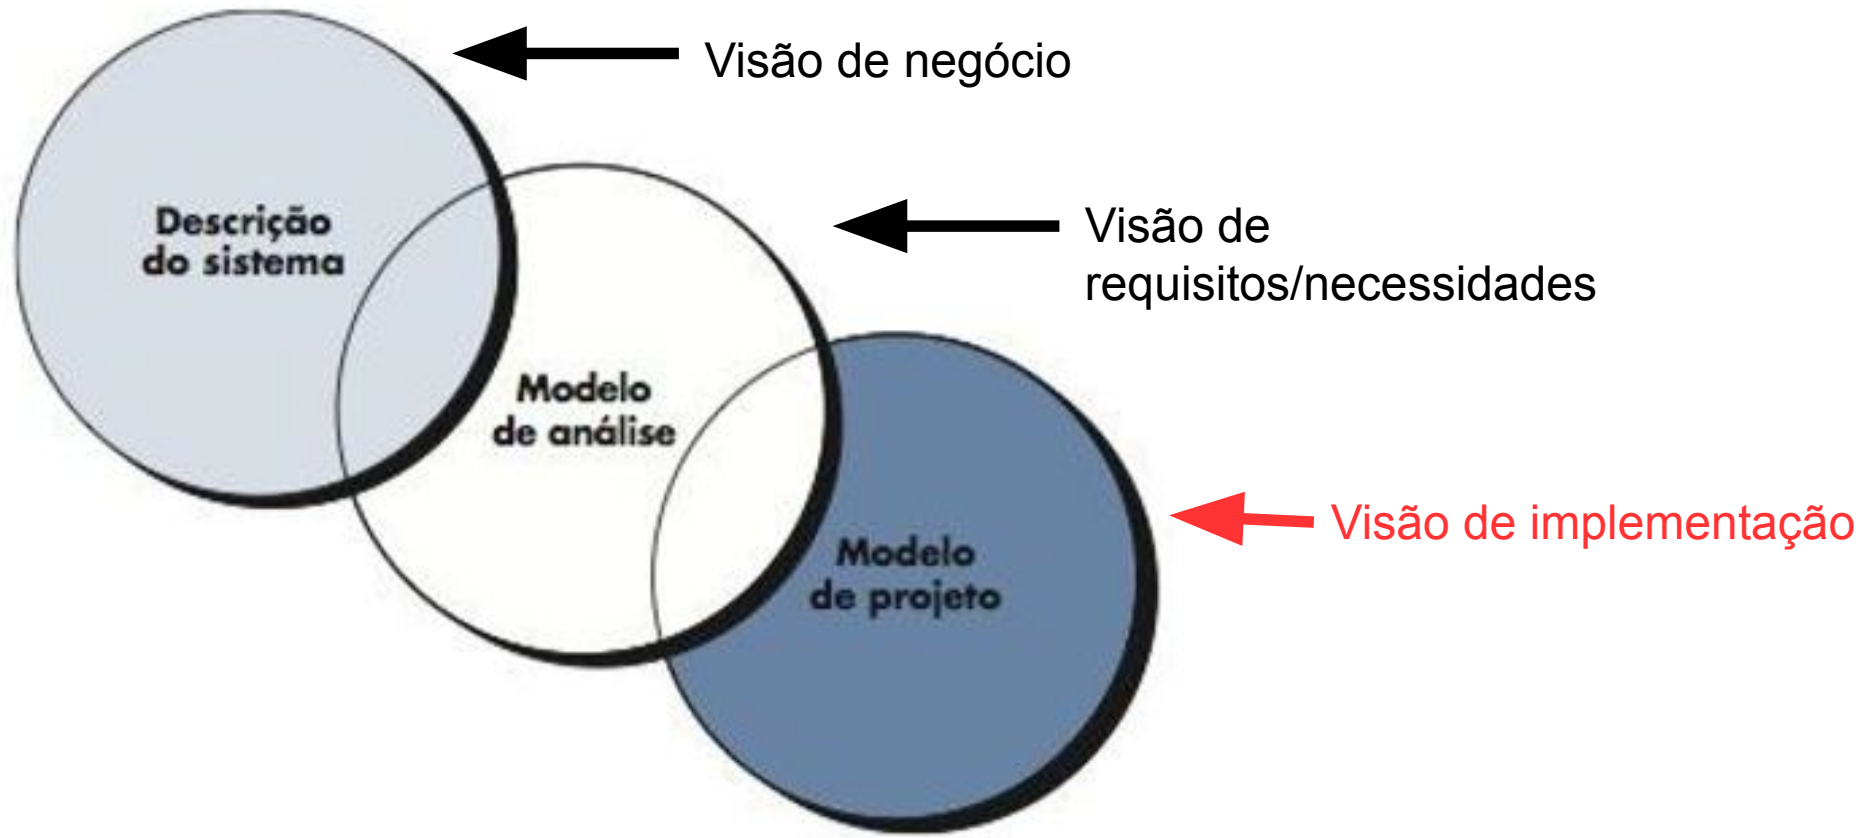 Visão de negócio
Descrição
do sistema
Visão de
requisitos/necessidades
Modelo
de análise
Visão de implementação
Modelo
de projeto